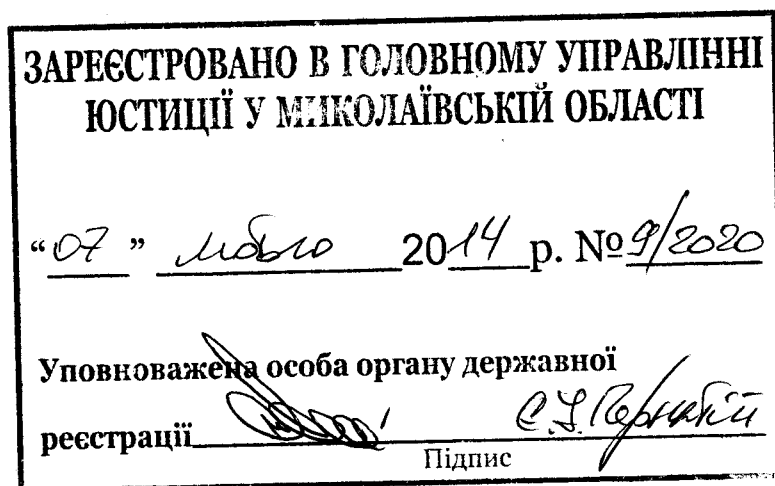 ЗАРЕЄСТРОВАНО В ГОЛОВНОМУ УПРАВЛІННІ
ЮСТИЦІЇ У МИКОЛАЇВСЬКІЙ ОБЛАСТІ
“07” лютого 2014 р. №9/2020
Уповноважена особа органу державної
реєстрації
Підпис